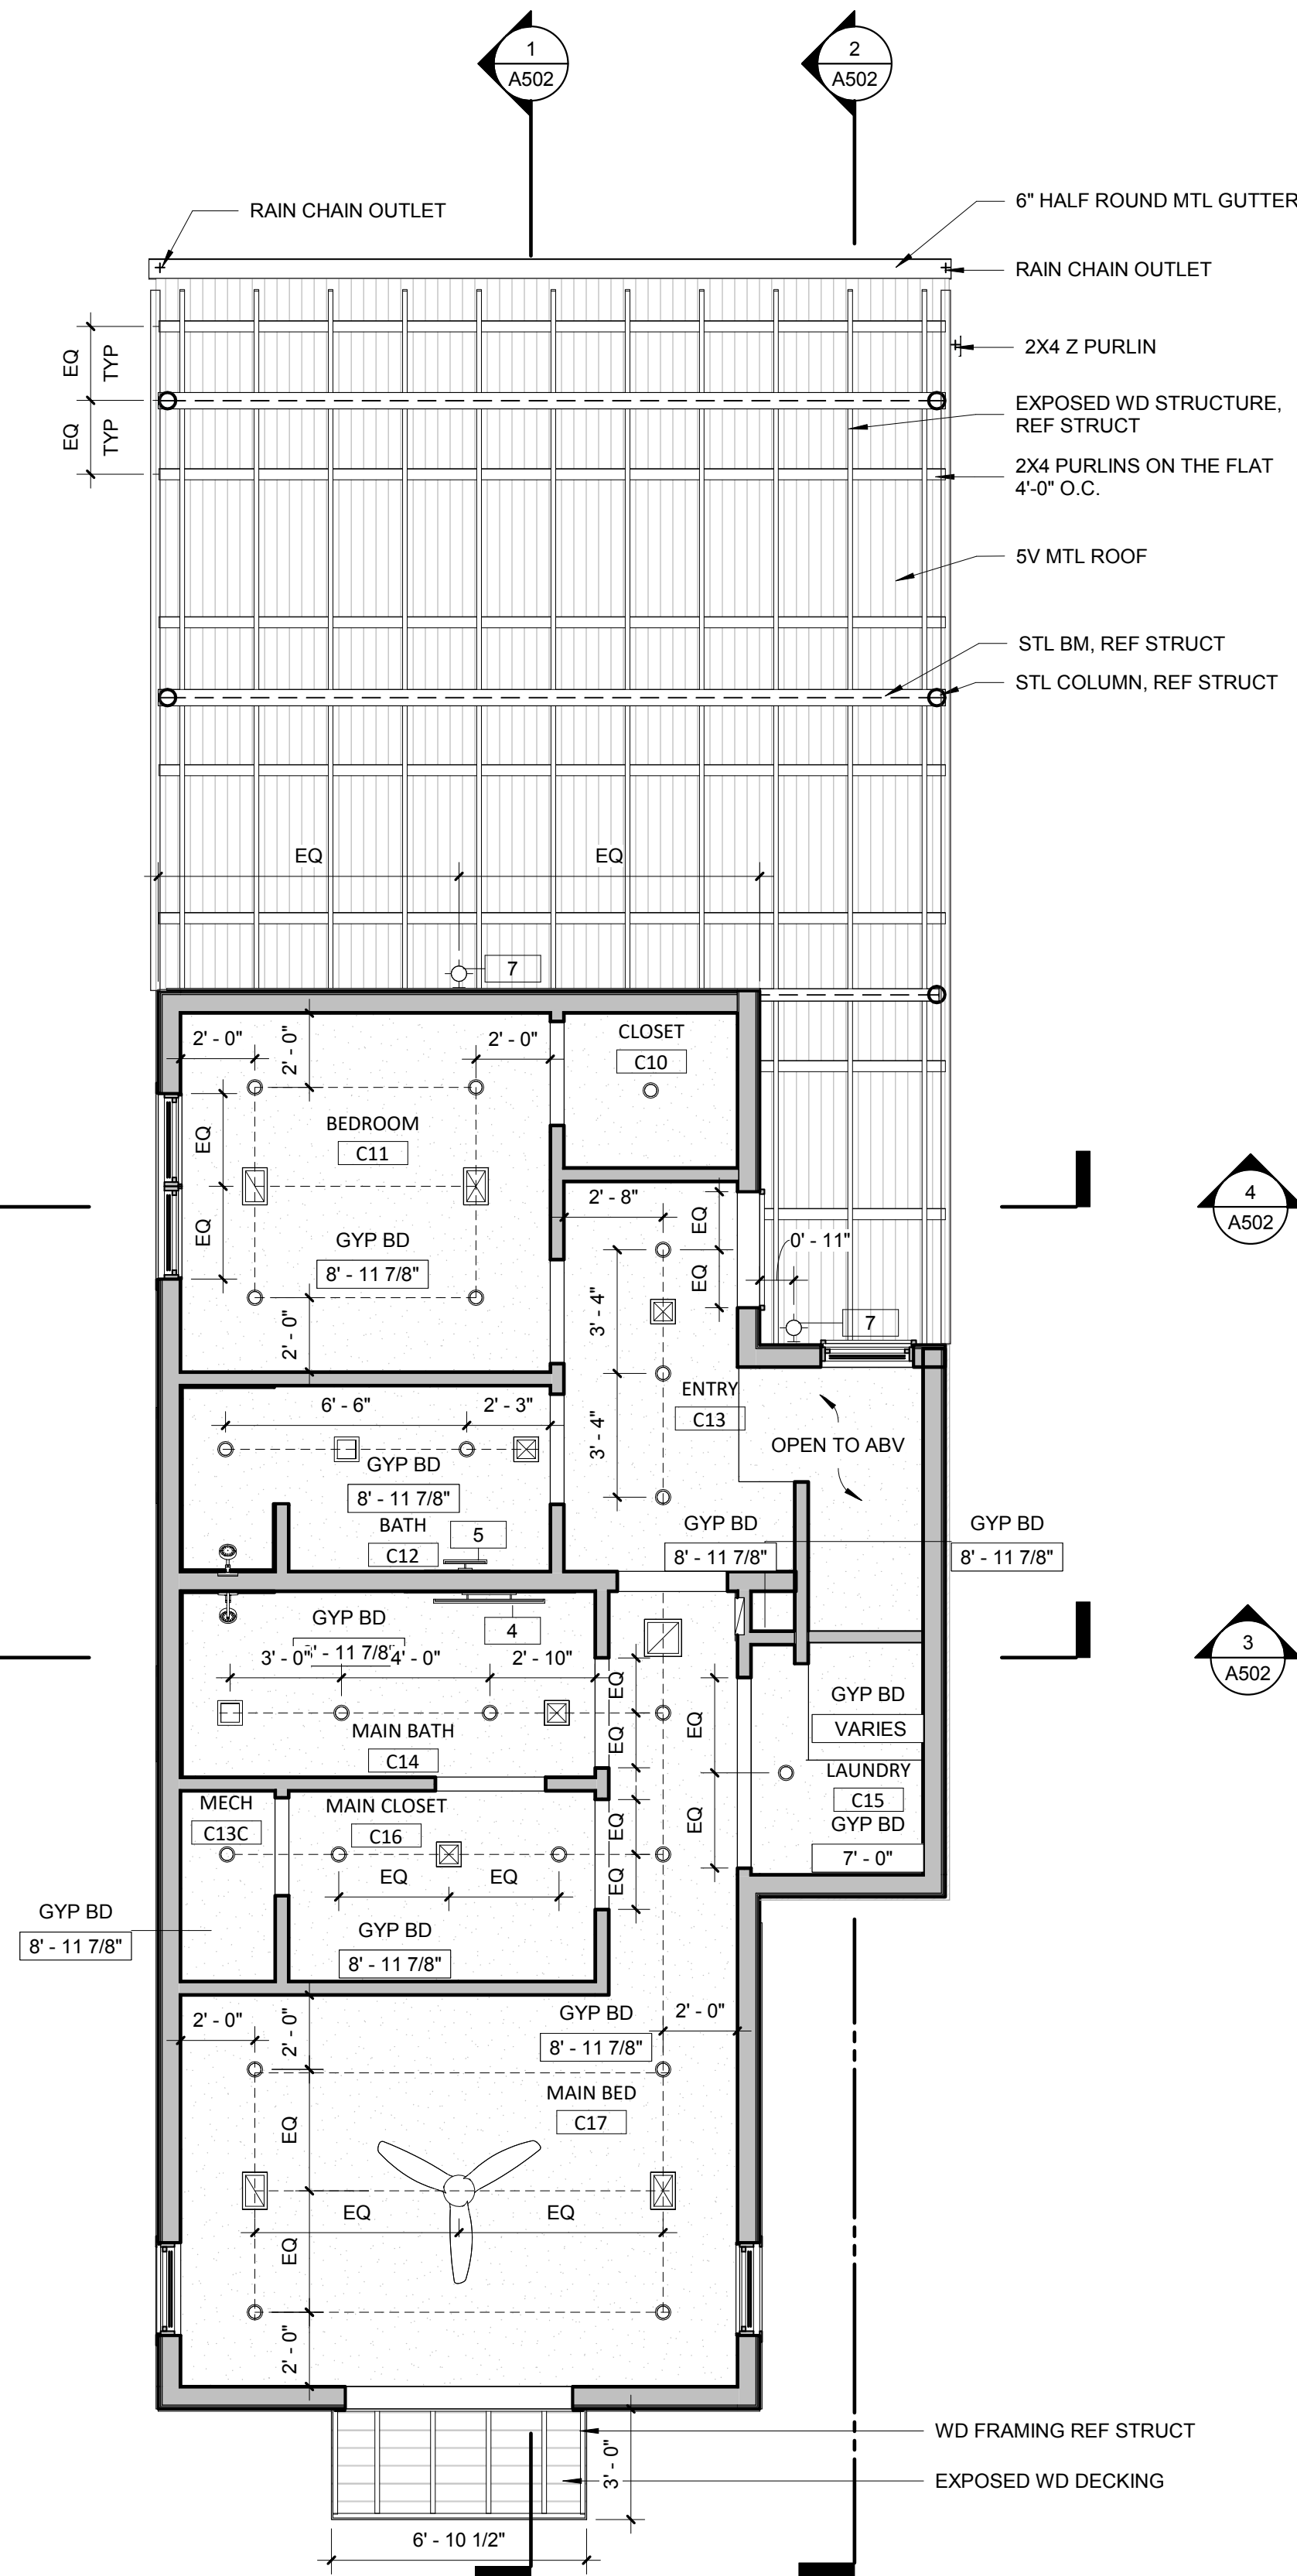 1
A502
2
A502
RAIN CHAIN OUTLET
6" HALF ROUND MTL GUTTER
RAIN CHAIN OUTLET
2X4 Z PURLIN
EQ
TYP
EQ
TYP
EXPOSED WD STRUCTURE,
REF STRUCT
2X4 PURLINS ON THE FLAT
4'-0" O.C.
5V MTL ROOF
STL BM, REF STRUCT
STL COLUMN, REF STRUCT
EQ
EQ
7
2' - 0"
2' - 0"
2' - 0"
CLOSET
C10
BEDROOM
C11
EQ
EQ
GYP BD
8' - 11 7/8"
2' - 0"
2' - 8"
EQ
EQ
0' - 11"
4
A502
3' - 4"
7
ENTRY
C13
3' - 4"
OPEN TO ABV
6' - 6"
2' - 3"
GYP BD
8' - 11 7/8"
BATH
C12
5
GYP BD
8' - 11 7/8"
GYP BD
8' - 11 7/8"
GYP BD
' - 11 7/8"
4
3' - 0"
4' - 0"
2' - 10"
EQ
EQ
EQ
EQ
MAIN BATH
C14
GYP BD
VARIES
3
A502
LAUNDRY
C15
GYP BD
7' - 0"
MECH
C13C
MAIN CLOSET
C16
EQ
EQ
EQ
EQ
GYP BD
8' - 11 7/8"
GYP BD
8' - 11 7/8"
2' - 0"
2' - 0"
GYP BD
8' - 11 7/8"
2' - 0"
MAIN BED
C17
EQ
EQ
EQ
EQ
2' - 0"
WD FRAMING REF STRUCT
3' - 0"
EXPOSED WD DECKING
6' - 10 1/2"